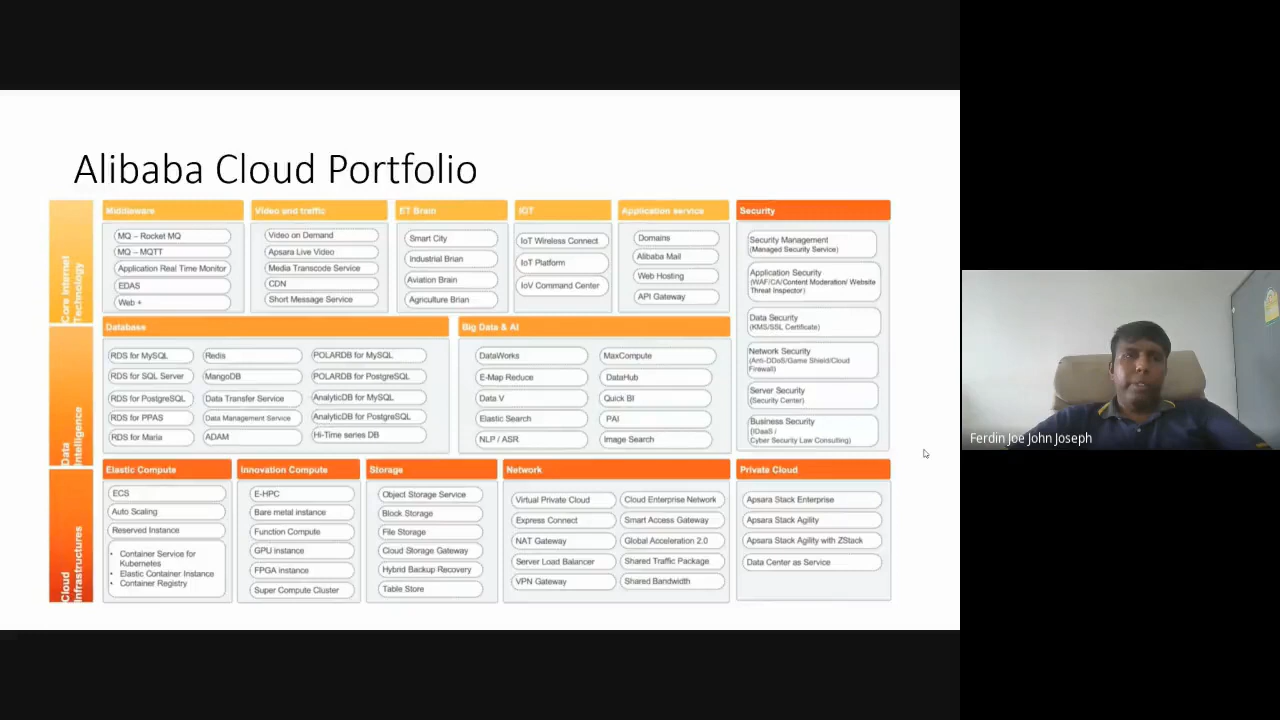 Alibaba Cloud Portfolio
Core Internet
Technology
Middleware
MQ – Rocket MQ
MQ – MQTT
Application Real Time Monitor
EDAS
Web +
Video and traffic
Video on Demand
Apsara Live Video
Media Transcode Service
CDN
Short Message Service
ET Brain
Smart City
Industrial Brian
Aviation Brain
Agriculture Brian
IOT
IoT Wireless Connect
IoT Platform
IoV Command Center
Application service
Domains
Alibaba Mail
Web Hosting
API Gateway
Security
Security Management
(Managed Security Service)
Application Security
(WAF/CA/Content Moderation/ Website
Threat Inspector)
Data Security
(KMS/SSL Certificate)
Network Security
(Anti-DDoS/Game Shield/Cloud
Firewall)
Server Security
(Security Center)
Business Security
(IDaaS /
Cyber Security Law Consulting)
Data
Intelligence
Database
RDS for MySQL
RDS for SQL Server
RDS for PostgreSQL
RDS for PPAS
RDS for Maria
Redis
MangoDB
Data Transfer Service
Data Management Service
ADAM
POLARDB for MySQL
POLARDB for PostgreSQL
AnalyticDB for MySQL
AnalyticDB for PostgreSQL
Hi-Time series DB
Big Data & AI
DataWorks
E-Map Reduce
Data V
Elastic Search
NLP / ASR
MaxCompute
DataHub
Quick BI
PAI
Image Search
Cloud
Infrastructures
Elastic Compute
ECS
Auto Scaling
Reserved Instance
• Container Service for
Kubernetes
• Elastic Container Instance
• Container Registry
Innovation Compute
E-HPC
Bare metal instance
Function Compute
GPU instance
FPGA instance
Super Compute Cluster
Storage
Object Storage Service
Block Storage
File Storage
Cloud Storage Gateway
Hybrid Backup Recovery
Table Store
Network
Virtual Private Cloud
Express Connect
NAT Gateway
Server Load Balancer
VPN Gateway
Cloud Enterprise Network
Smart Access Gateway
Global Acceleration 2.0
Shared Traffic Package
Shared Bandwidth
Private Cloud
Apsara Stack Enterprise
Apsara Stack Agility
Apsara Stack Agility with ZStack
Data Center as Service
Ferdin Joe John Joseph